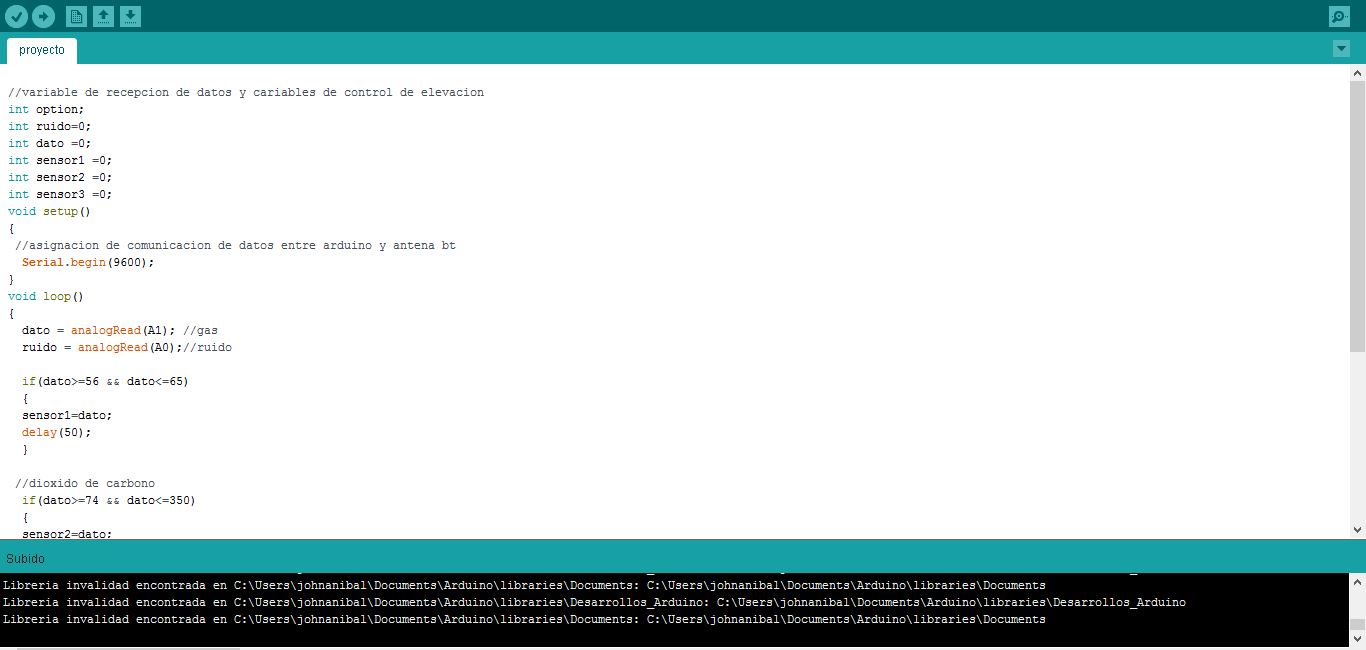 proyecto
//variable de recepcion de datos y cariables de control de elevacion
int option;
int ruido=0;
int dato =0;
int sensor1 =0;
int sensor2 =0;
int sensor3 =0;
void setup()
{
//asignacion de comunicacion de datos entre arduino y antena bt
Serial.begin(9600);
}
void loop()
{
dato = analogRead(A1); //gas
ruido = analogRead(A0);//ruido
if(dato>=56 && dato<=65)
{
sensor1=dato;
delay(50);
}
//dioxido de carbono
if(dato>=74 && dato<=350)
{
sensor2=dato;
Subido
Libreria invalidad encontrada en C:\Users\johnanibal\Documents\Arduino\libraries\Documents: C:\Users\johnanibal\Documents\Arduino\libraries\Documents
Libreria invalidad encontrada en C:\Users\johnanibal\Documents\Arduino\libraries\Desarrollos_Arduino: C:\Users\johnanibal\Documents\Arduino\libraries\Desarrollos_Arduino
Libreria invalidad encontrada en C:\Users\johnanibal\Documents\Arduino\libraries\Documents: C:\Users\johnanibal\Documents\Arduino\libraries\Documents